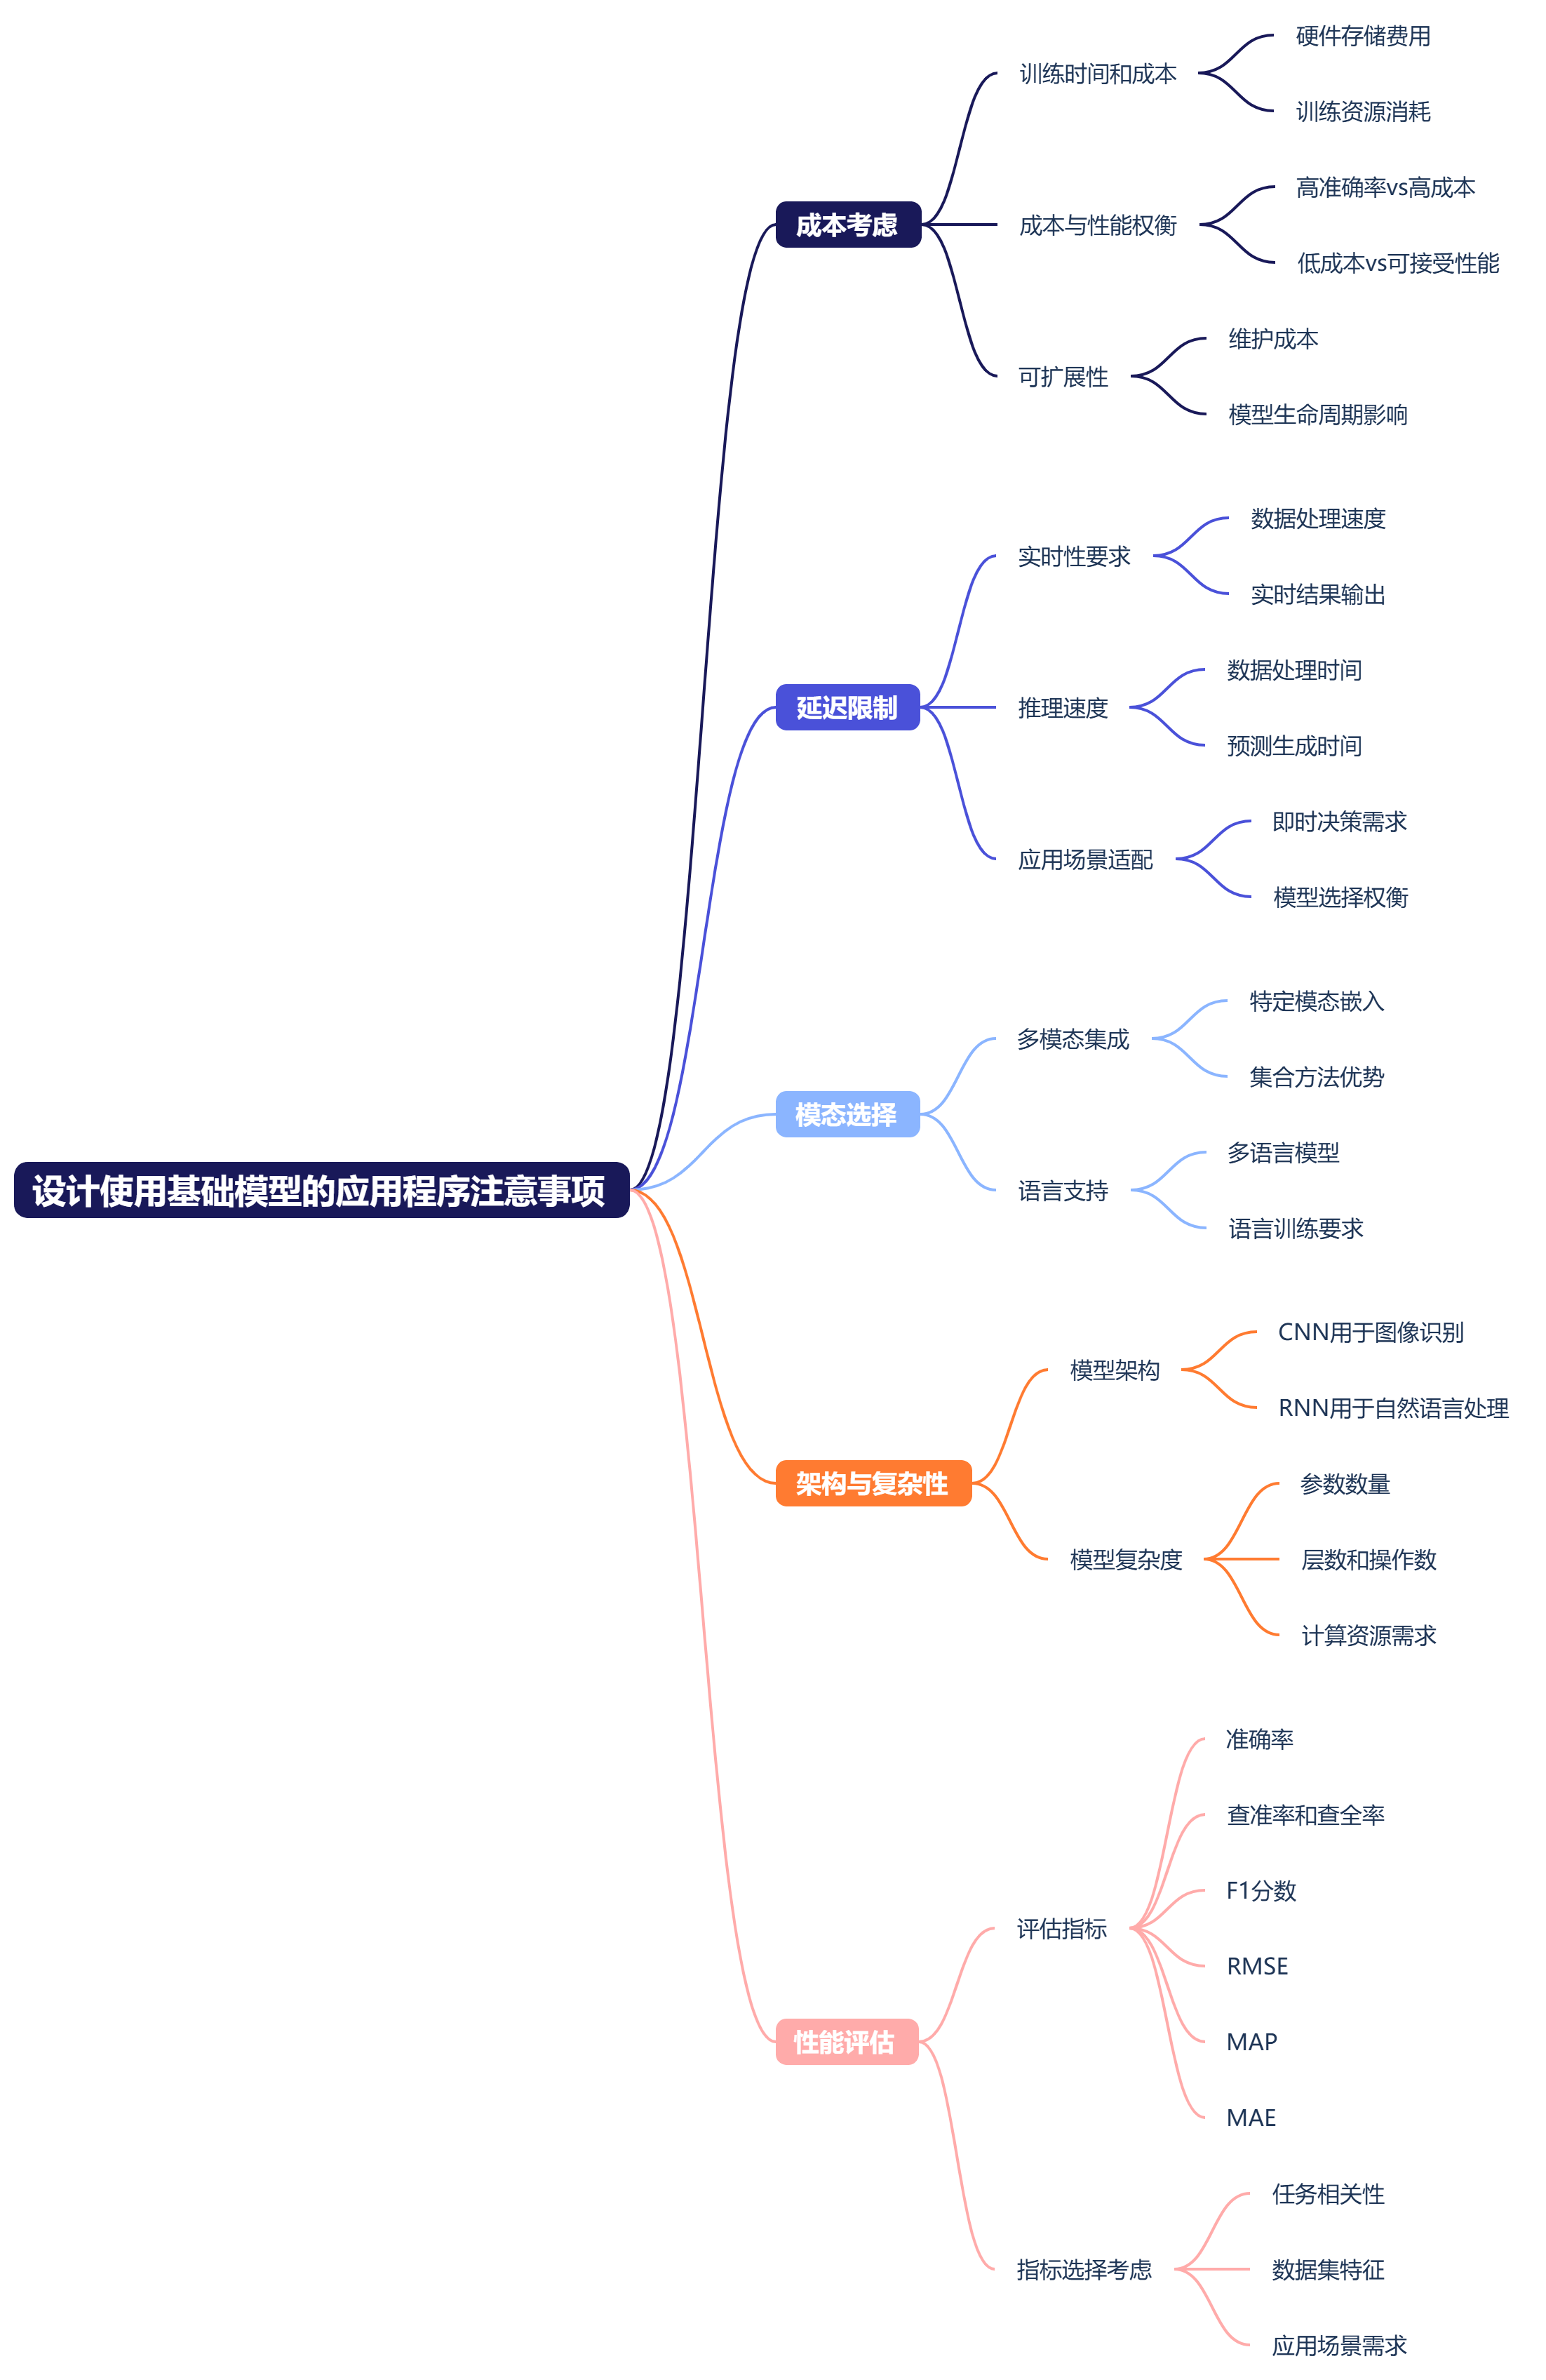 设计使用基础模型的应用程序注意事项
成本考虑
训练时间和成本
硬件存储费用
训练资源消耗
成本与性能权衡
高准确率vs高成本
低成本vs可接受性能
可扩展性
维护成本
模型生命周期影响
延迟限制
实时性要求
数据处理速度
实时结果输出
推理速度
数据处理时间
预测生成时间
应用场景适配
即时决策需求
模型选择权衡
模态选择
多模态集成
特定模态嵌入
集合方法优势
语言支持
多语言模型
语言训练要求
架构与复杂性
模型架构
CNN用于图像识别
RNN用于自然语言处理
模型复杂度
参数数量
层数和操作数
计算资源需求
性能评估
评估指标
准确率
查准率和查全率
F1分数
RMSE
MAP
MAE
指标选择考虑
任务相关性
数据集特征
应用场景需求